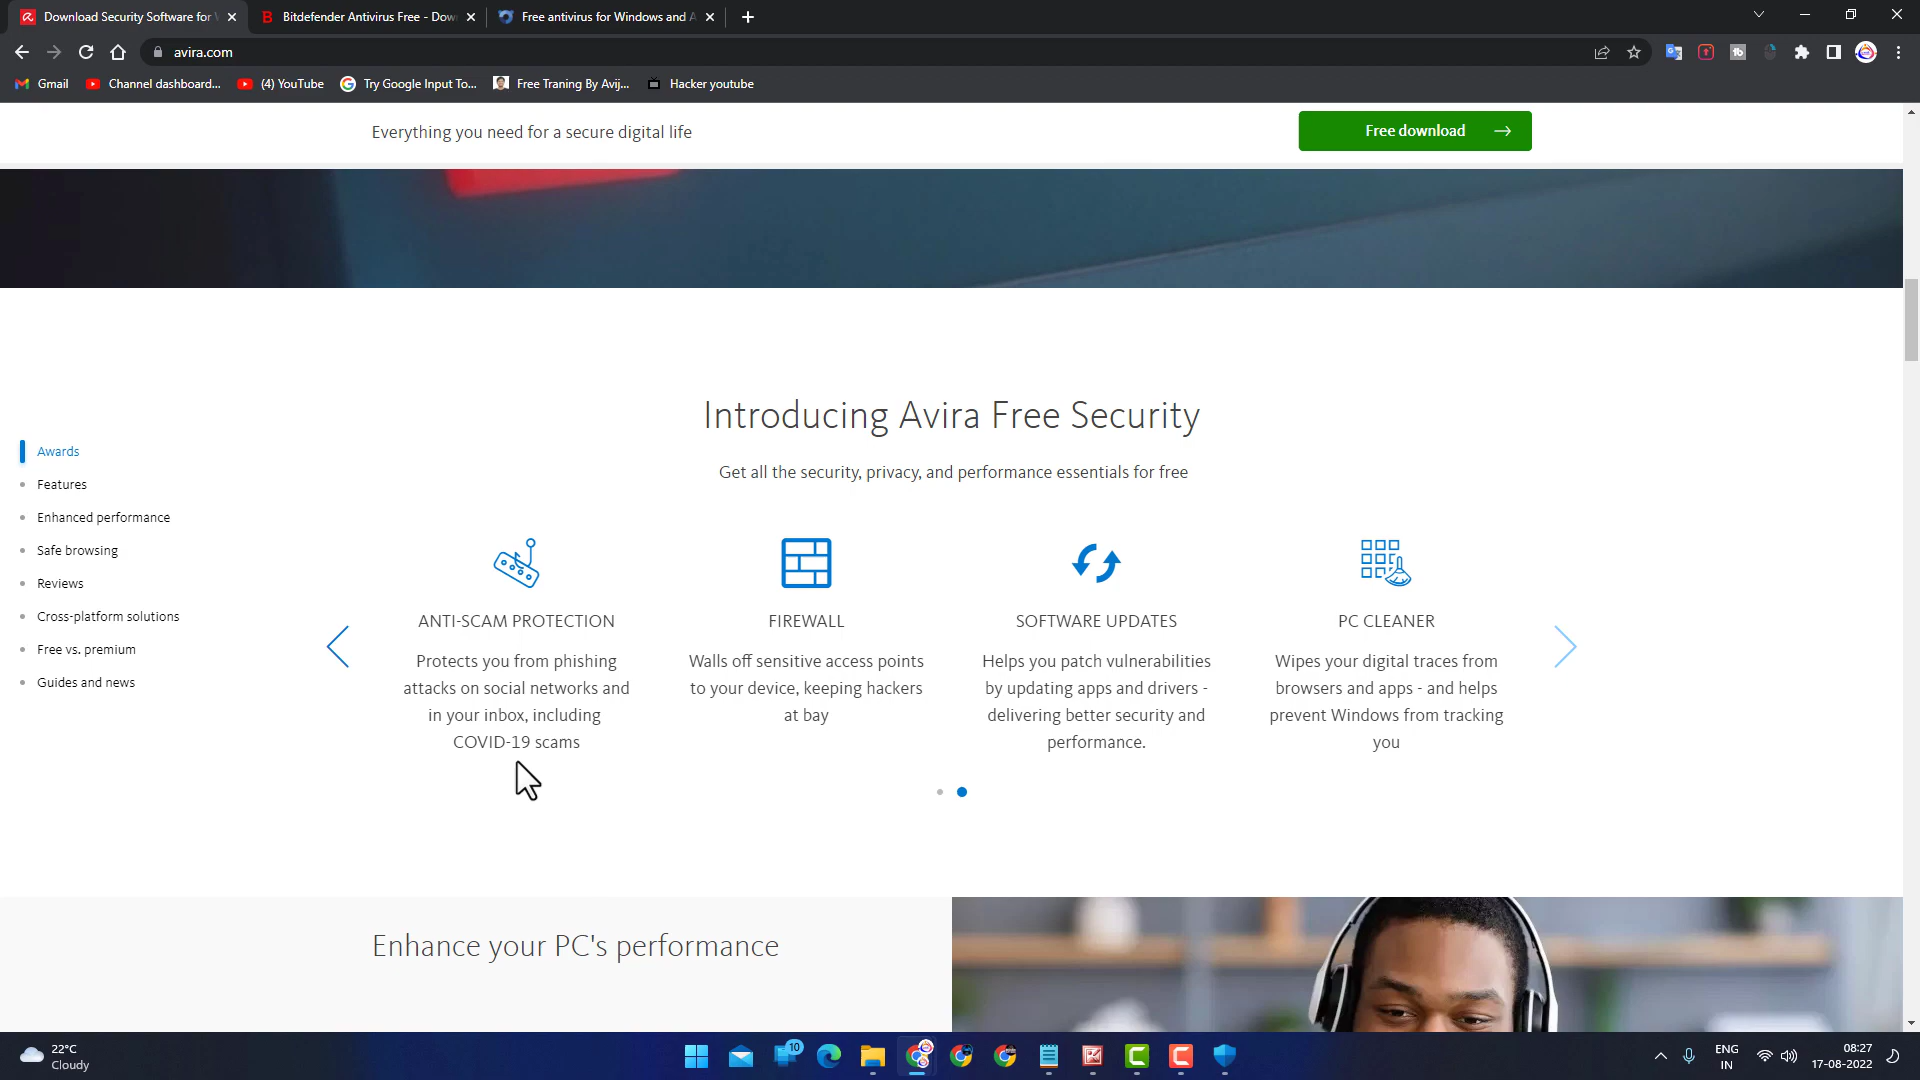 Download Security Software for W
Bitdefender Antivirus Free - Dow
Free antivirus for Windows and A
avira.com
Gmail
Channel dashboard...
(4) YouTube
Try Google Input To...
Free Traning By Avij...
Hacker youtube
Everything you need for a secure digital life
Free download
Introducing Avira Free Security
Get all the security, privacy, and performance essentials for free
Awards
Features
Enhanced performance
Safe browsing
Reviews
Cross-platform solutions
Free vs. premium
Guides and news
ANTI-SCAM PROTECTION
Protects you from phishing
attacks on social networks and
in your inbox, including
COVID-19 scams
FIREWALL
Walls off sensitive access points
to your device, keeping hackers
at bay
SOFTWARE UPDATES
Helps you patch vulnerabilities
by updating apps and drivers -
delivering better security and
performance.
PC CLEANER
Wipes your digital traces from
browsers and apps - and helps
prevent Windows from tracking
you
Enhance your PC's performance
22°C
Cloudy
10
ENG
IN
08:27
17-08-2022